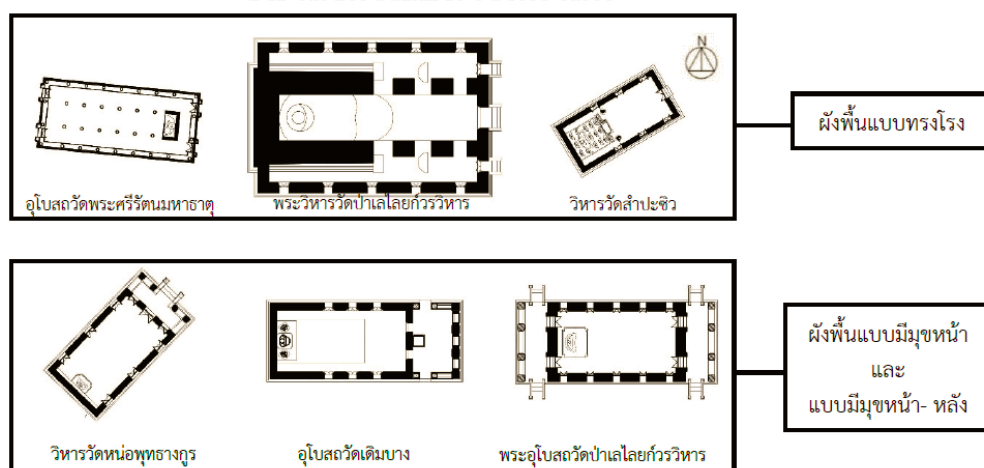 N
ผังพื้นแบบทรงโรง
อุโบสถวัดพระศรีรัตนมหาธาตุ
พระวิหารวัดป่าเลไลยก์วรวิหาร
วิหารวัดสำปะซิว
ผังพื้นแบบมีมุขหน้า
และ
แบบมีมุขหน้า- หลัง
วิหารวัดหน่อพุทธางกูร
อุโบสถวัดเดิมบาง
พระอุโบสถวัดป่าเลไลยก์วรวิหาร